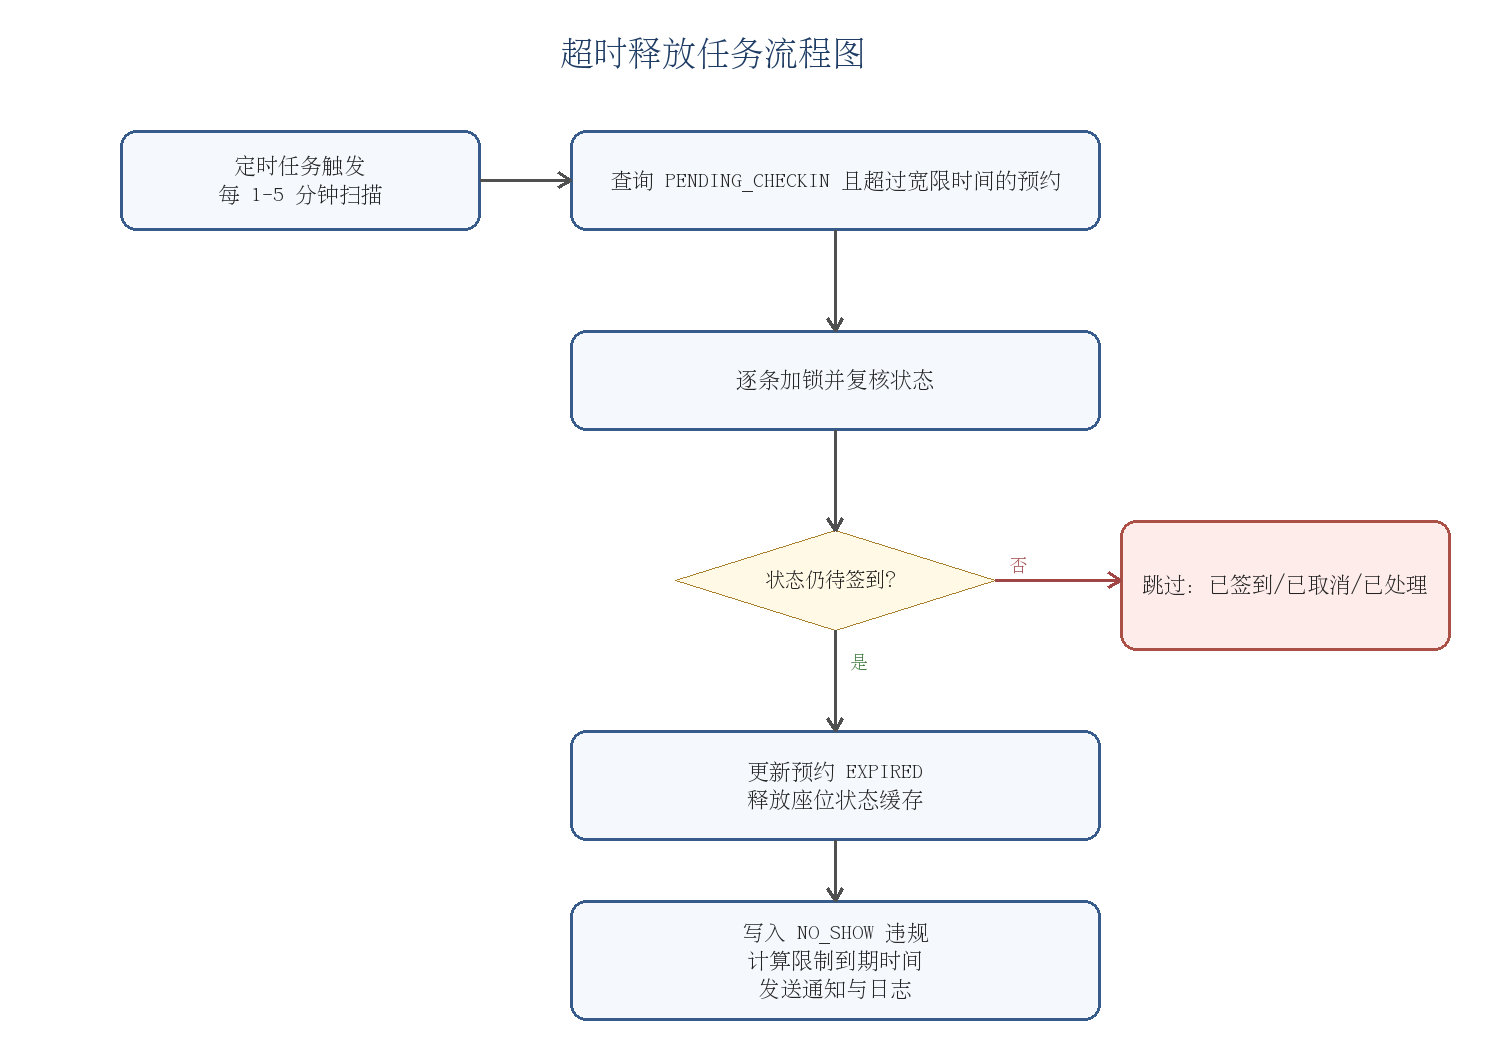 超时释放任务流程图
定时任务触发
每 1-5 分钟扫描
查询 PENDING_CHECKIN 且超过宽限时间的预约
逐条加锁并复核状态
状态仍待签到?
否
跳过: 已签到/已取消/已处理
是
更新预约 EXPIRED
释放座位状态缓存
写入 NO_SHOW 违规
计算限制到期时间
发送通知与日志